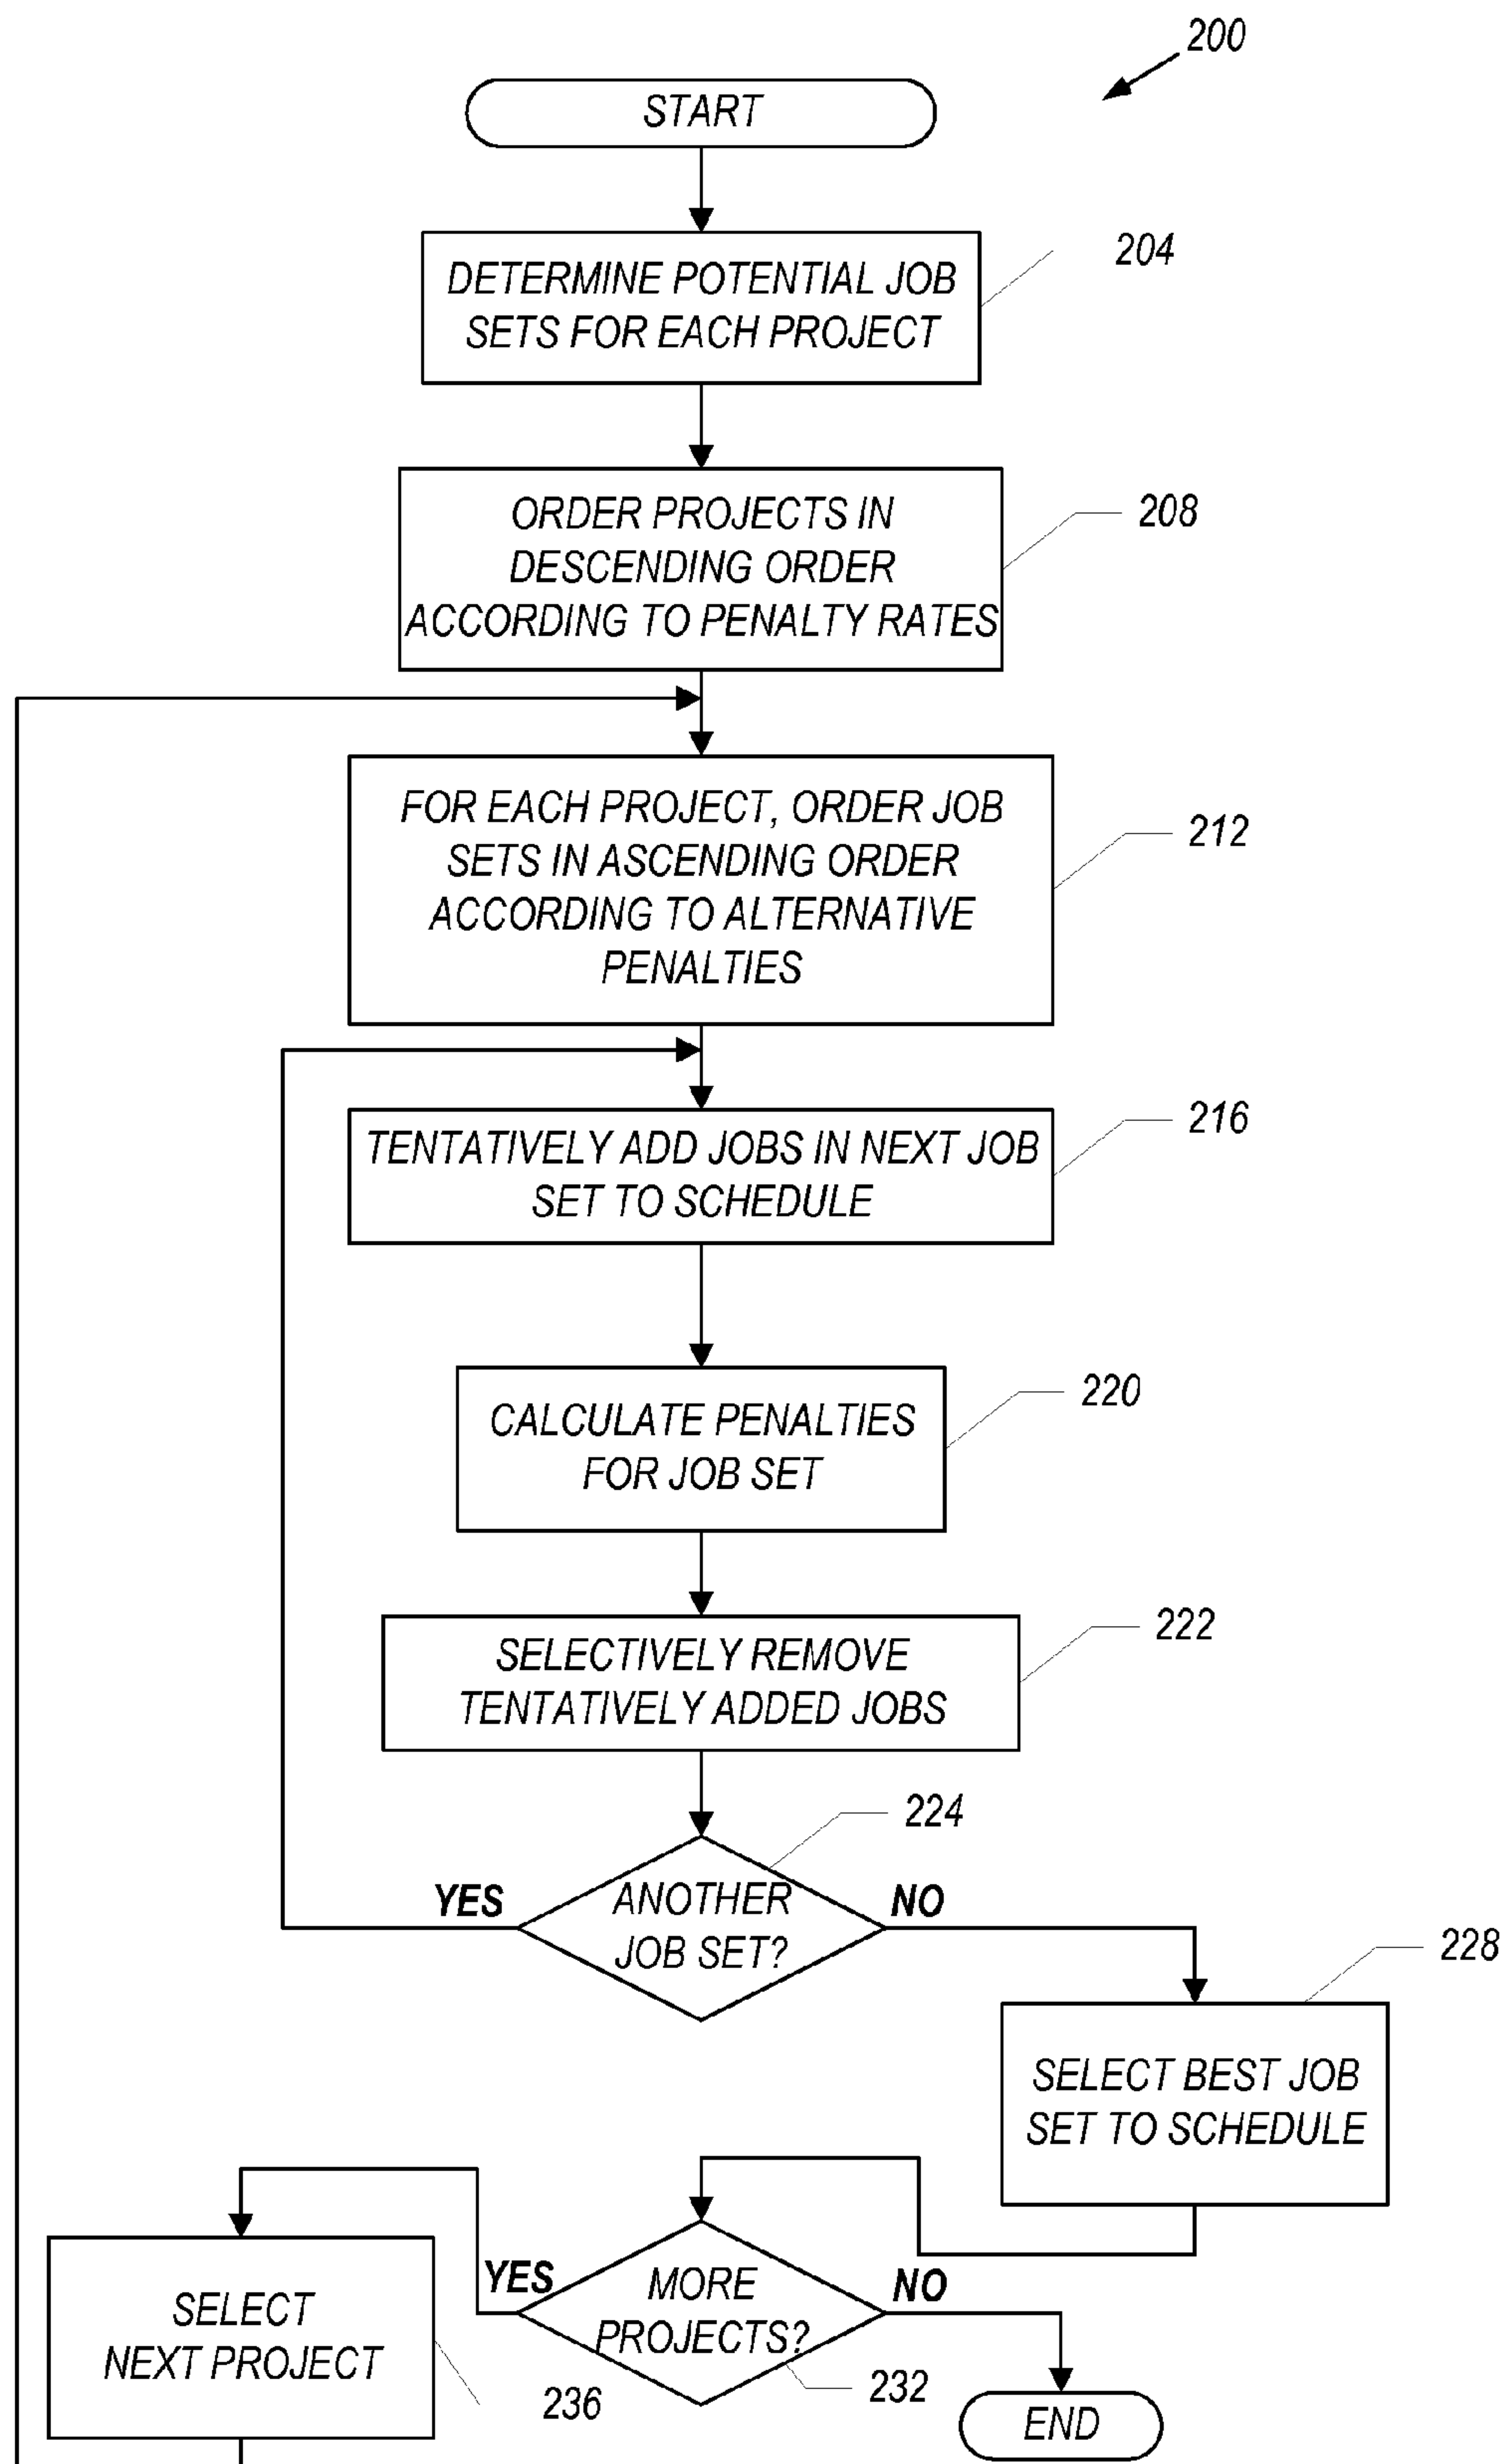 200
START
DETERMINE POTENTIAL JOB
SETS FOR EACH PROJECT
204
ORDER PROJECTS IN
DESCENDING ORDER
ACCORDING TO PENALTY RATES
208
FOR EACH PROJECT, ORDER JOB
SETS IN ASCENDING ORDER
ACCORDING TO ALTERNATIVE
PENALTIES
212
TENTATIVELY ADD JOBS IN NEXT JOB
SET TO SCHEDULE
216
CALCULATE PENALTIES
FOR JOB SET
220
SELECTIVELY REMOVE
TENTATIVELY ADDED JOBS
222
224
YES
ANOTHER
JOB SET?
NO
228
SELECT BEST JOB
SET TO SCHEDULE
YES
MORE
PROJECTS?
NO
232
SELECT
NEXT PROJECT
236
END